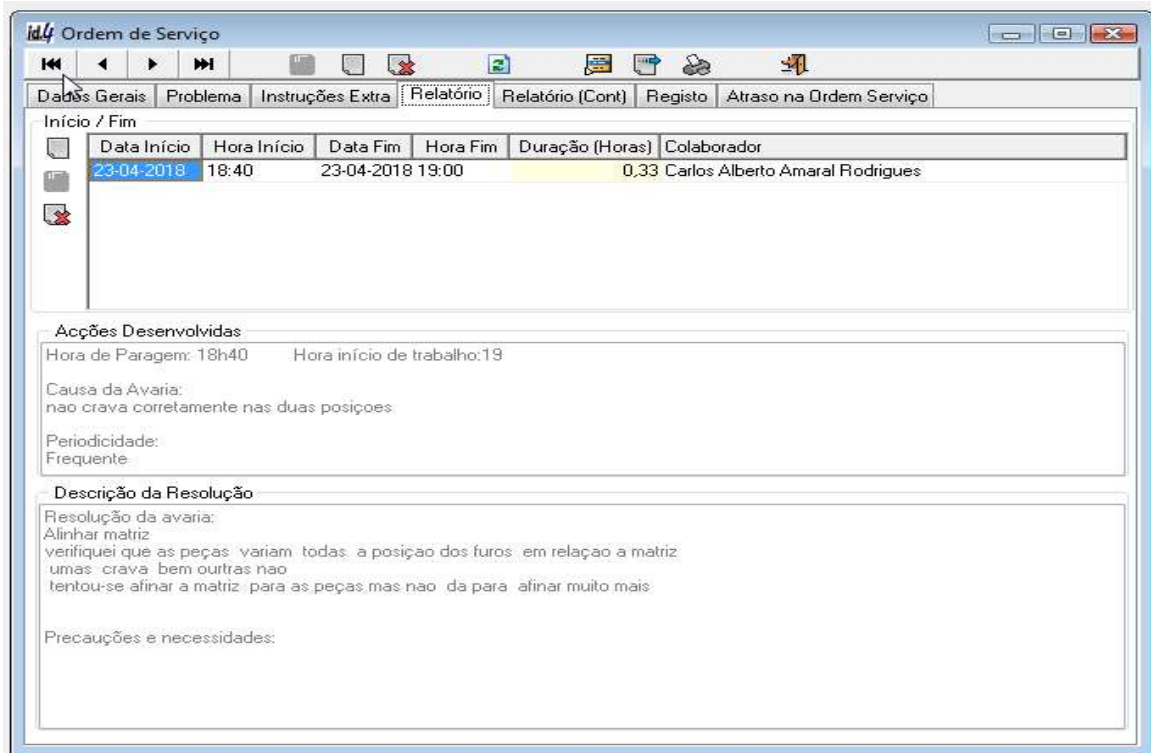 id.4 Ordem de Serviço
Dados Gerais Problema Instruções Extra Relatório Relatório (Cont) Registo Atraso na Ordem Serviço
Início / Fim
Data Início Hora Início Data Fim Hora Fim Duração (Horas) Colaborador
23-04-2018 18:40 23-04-2018 19:00 0,33 Carlos Alberto Amaral Rodrigues
Acções Desenvolvidas
Hora de Paragem: 18h40 Hora início de trabalho:19
Causa da Avaria:
nao crava corretamente nas duas posiçoes
Periodicidade:
Frequente
Descrição da Resolução
Resolução da avaria:
Alinhar matriz
verifiquei que as peças variam todas a posiçao dos furos em relaçao a matriz
umas crava bem ourtras nao
tentou-se afinar a matriz para as peças mas nao da para afinar muito mais
Precauções e necessidades: